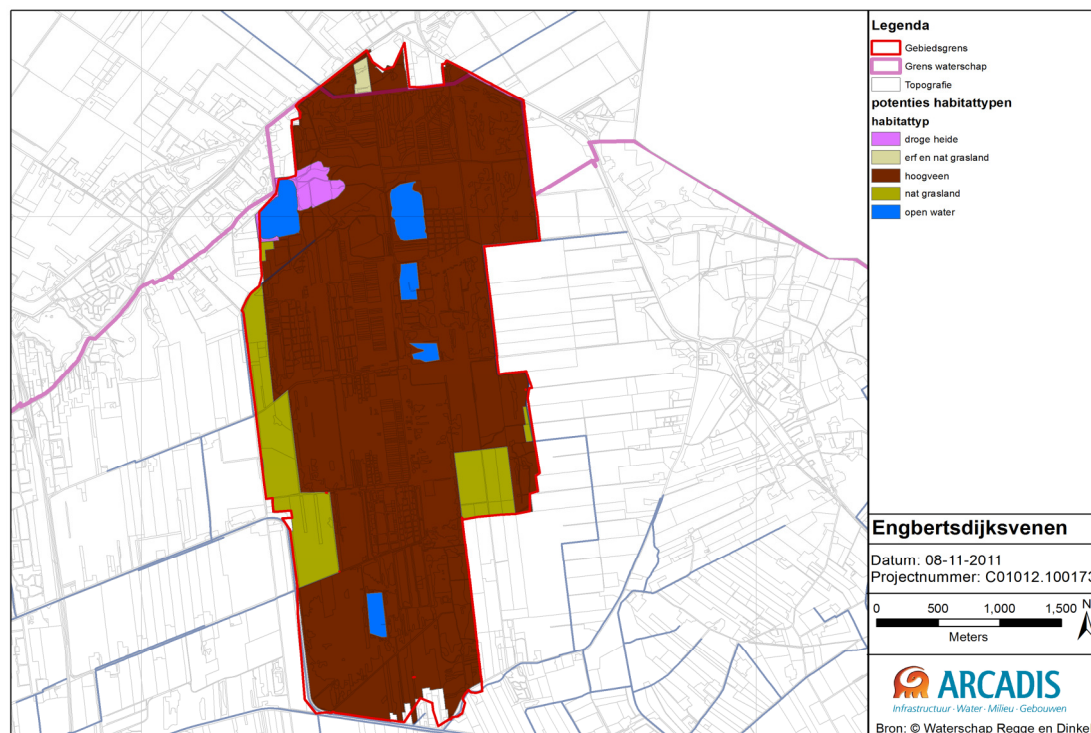 Legenda
Gebiedsgrens
Grens waterschap
Topografie
potenties habitattypen
habitattyp
droge heide
erf en nat grasland
hoogveen
nat grasland
open water
Engbertsdijksvenen
Datum: 08-11-2011
Projectnummer: C01012.100173
0 500 1,000 1,500
N
Meters
ARCADIS
Infrastructuur · Water · Milieu · Gebouwen
Bron: © Waterschap Regge en Dinkel